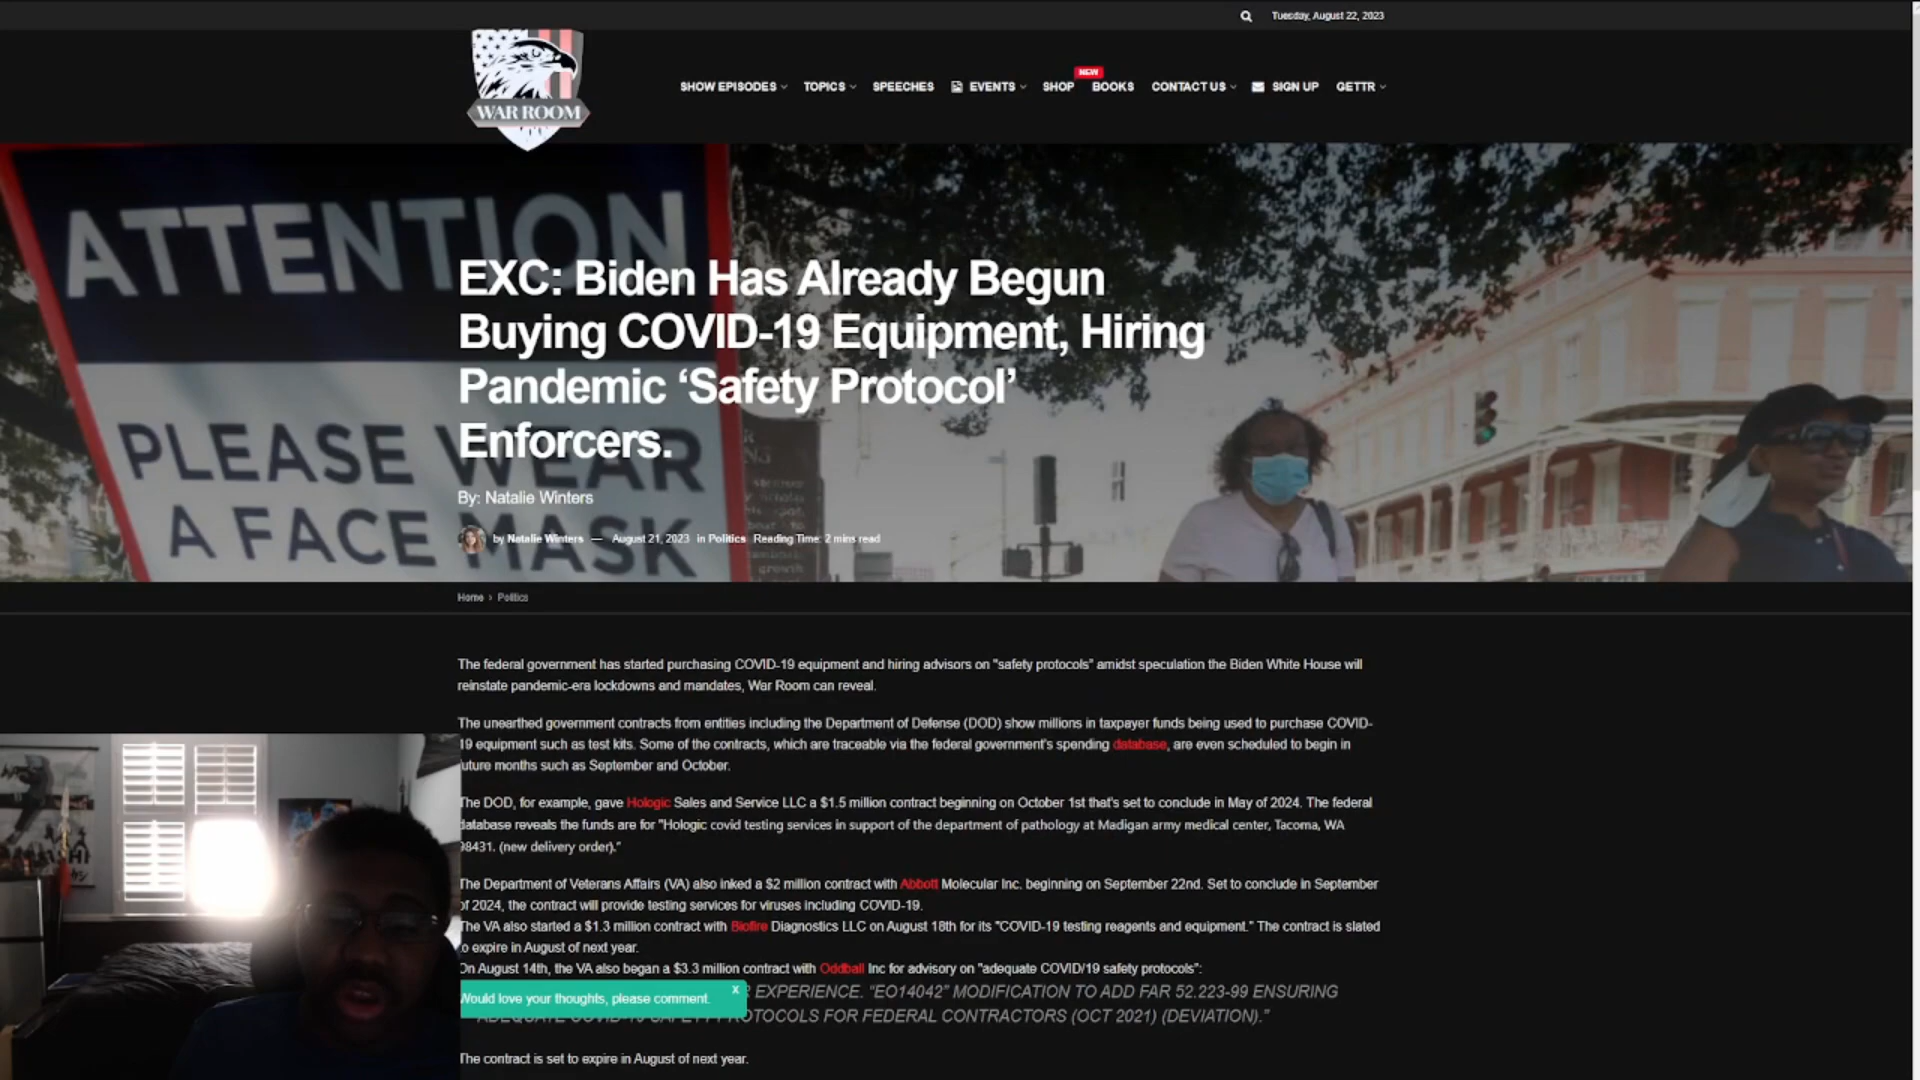 Tuesday, August 22, 2023
WAR ROOM
SHOW EPISODES TOPICS SPEECHES EVENTS SHOP NEW BOOKS CONTACT US SIGN UP GETTR
ATTENTION
PLEASE WEAR
A FACE MASK
EXC: Biden Has Already Begun
Buying COVID-19 Equipment, Hiring
Pandemic ‘Safety Protocol’
Enforcers.
By: Natalie Winters
by Natalie Winters — August 21, 2023 in Politics Reading Time: 2 mins read
Home › Politics
The federal government has started purchasing COVID-19 equipment and hiring advisors on "safety protocols" amidst speculation the Biden White House will
reinstate pandemic-era lockdowns and mandates, War Room can reveal.
The unearthed government contracts from entities including the Department of Defense (DOD) show millions in taxpayer funds being used to purchase COVID-
19 equipment such as test kits. Some of the contracts, which are traceable via the federal government's spending database, are even scheduled to begin in
uture months such as September and October.
The DOD, for example, gave Hologic Sales and Service LLC a $1.5 million contract beginning on October 1st that's set to conclude in May of 2024. The federal
database reveals the funds are for "Hologic covid testing services in support of the department of pathology at Madigan army medical center, Tacoma, WA
98431. (new delivery order)."
The Department of Veterans Affairs (VA) also inked a $2 million contract with Abbott Molecular Inc. beginning on September 22nd. Set to conclude in September
of 2024, the contract will provide testing services for viruses including COVID-19.
The VA also started a $1.3 million contract with Biofire Diagnostics LLC on August 18th for its "COVID-19 testing reagents and equipment." The contract is slated
to expire in August of next year.
On August 14th, the VA also began a $3.3 million contract with Oddball Inc for advisory on "adequate COVID/19 safety protocols":
Would love your thoughts, please comment. x
EXPERIENCE. “EO14042” MODIFICATION TO ADD FAR 52.223-99 ENSURING
ADEQUATE COVID-19 SAFETY PROTOCOLS FOR FEDERAL CONTRACTORS (OCT 2021) (DEVIATION).”
The contract is set to expire in August of next year.